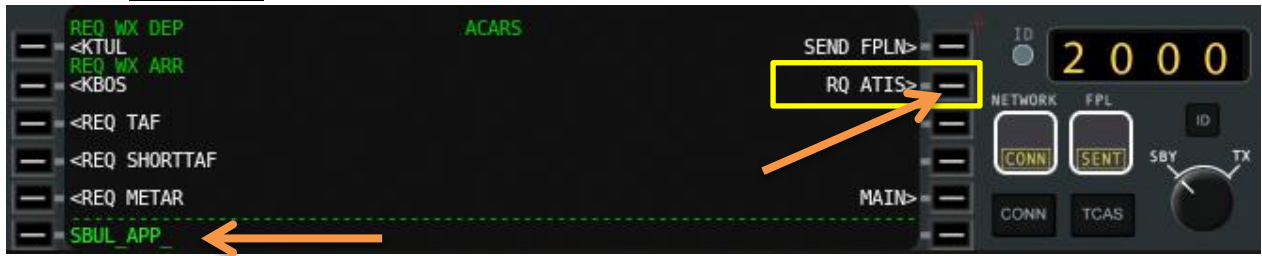 REQ WX DEP ACARS
<KTUL SEND FPLN>
REQ WX ARR
<KBOS RQ ATIS>
<REQ TAF
<REQ SHORTTAF
<REQ METAR MAIN>
SBUL_APP_
ID
2000
NETWORK FPL
ID
CONN SENT SBY TX
CONN TCAS